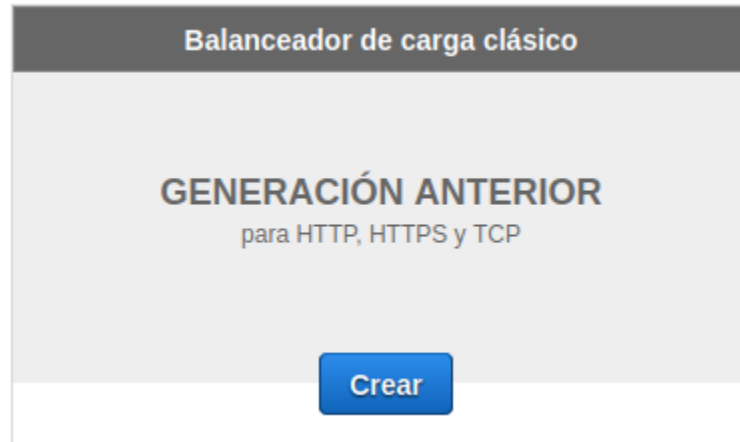 Balanceador de carga clásico
GENERACIÓN ANTERIOR
para HTTP, HTTPS y TCP
Crear